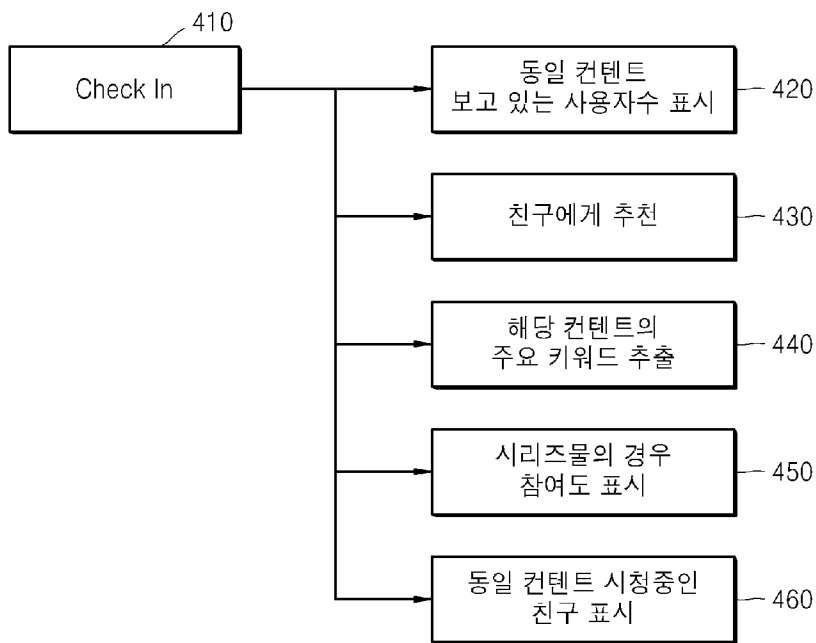 410
Check In
동일 컨텐트
보고 있는 사용자수 표시
420
친구에게 추천
430
해당 컨텐트의
주요 키워드 추출
440
시리즈물의 경우
참여도 표시
450
동일 컨텐트 시청중인
친구 표시
460